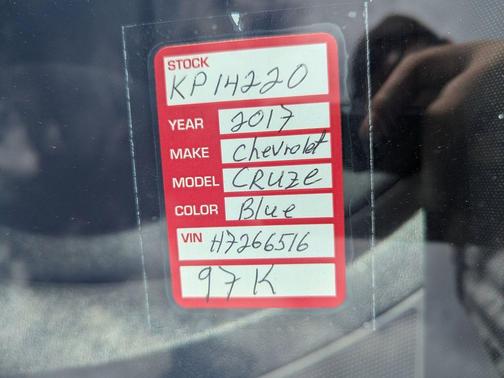 STOCK
KP14220
YEAR 2017
MAKE Chevrolet
MODEL CRUZE
COLOR Blue
VIN H7266516
97K